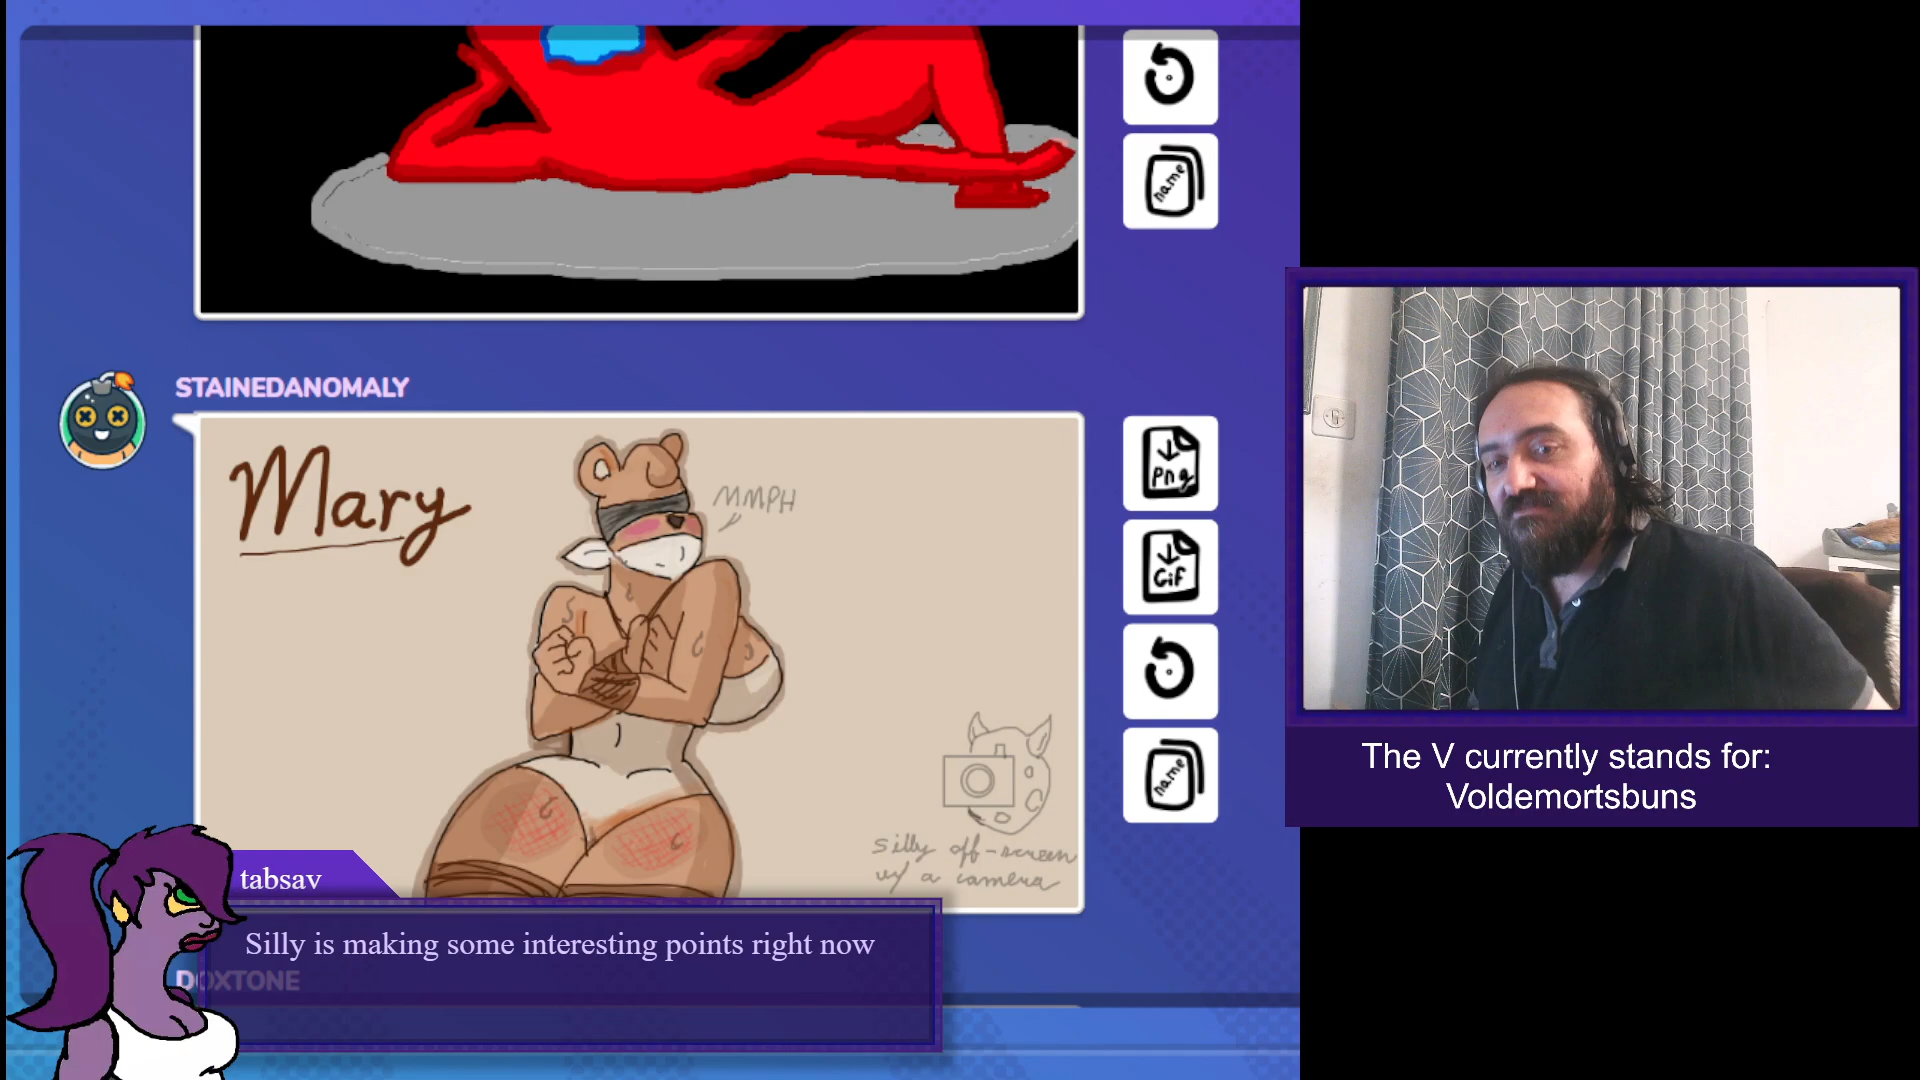 name
STAINEDANOMALY
Mary
MMPH
Png
Gif
silly off-screen
w/ a camera
name
tabsav
Silly is making some interesting points right now
DOXTONE
The V currently stands for:
Voldemortsbuns